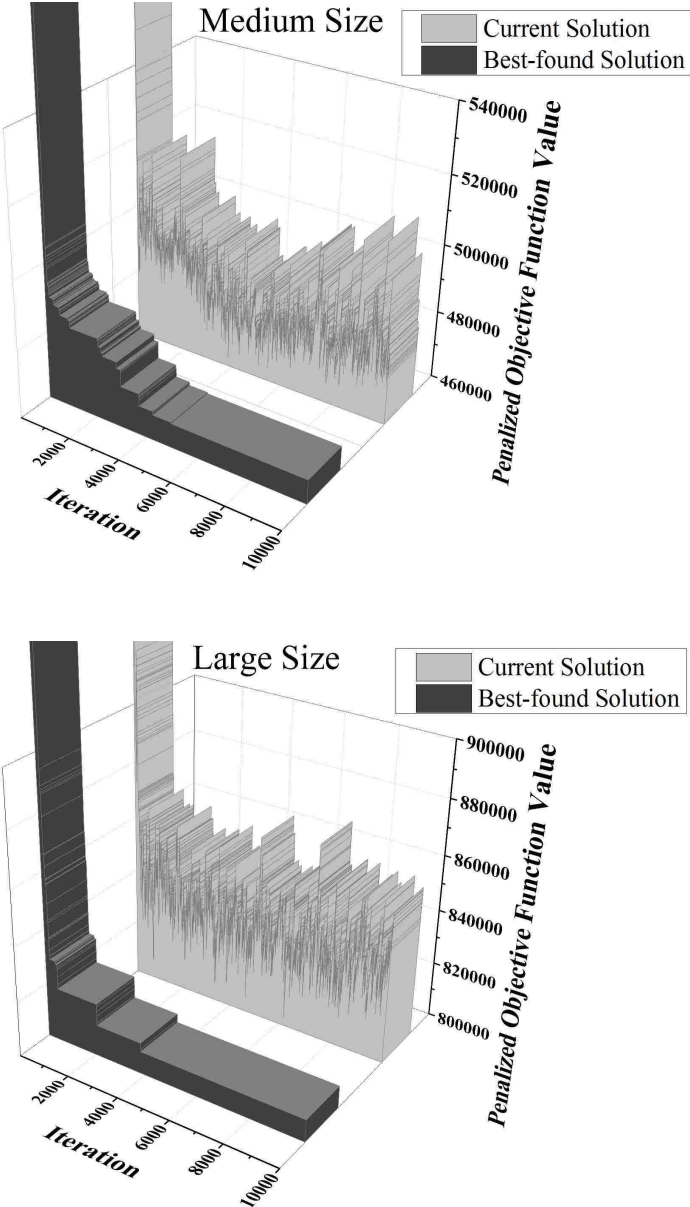 Medium Size
Current Solution
Best-found Solution
540000
520000
500000
480000
460000
Penalized Objective Function Value
2000
4000
6000
8000
10000
Iteration
Large Size
Current Solution
Best-found Solution
900000
880000
860000
840000
820000
800000
Penalized Objective Function Value
2000
4000
6000
8000
10000
Iteration